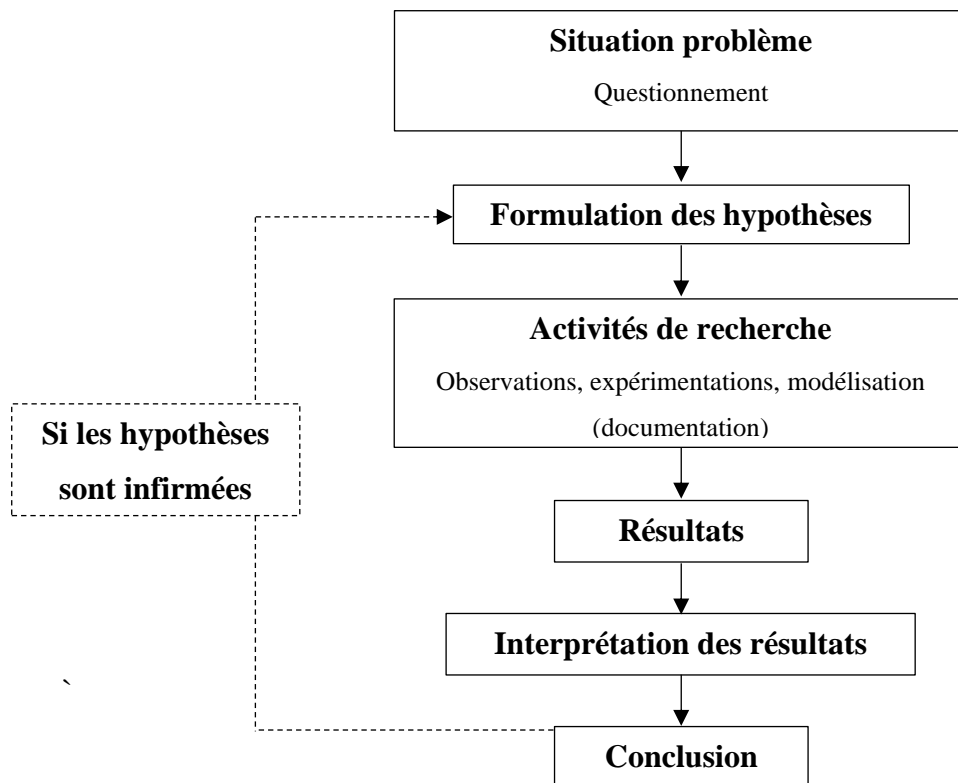 Situation problème
Questionnement
Formulation des hypothèses
Activités de recherche
Observations, expérimentations, modélisation
(documentation)
Si les hypothèses
sont infirmées
Résultats
Interprétation des résultats
`
Conclusion